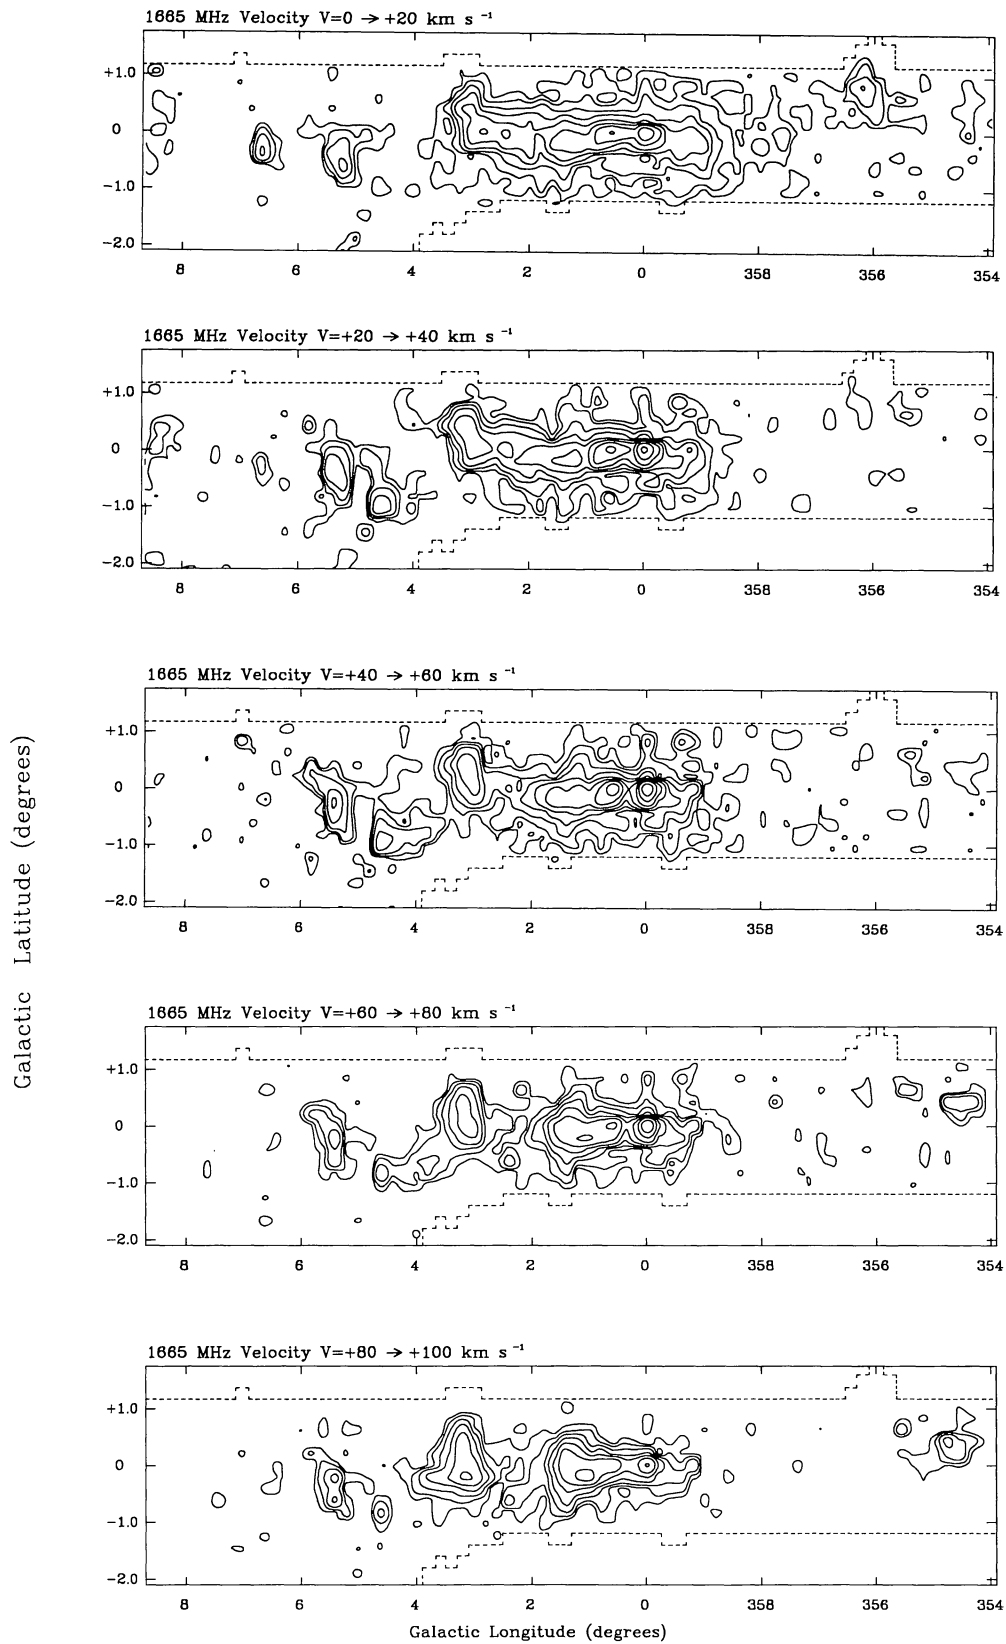 1665 MHz Velocity V=0 → +20 km s⁻¹
+1.0
0
−1.0
−2.0
8 6 4 2 0 358 356 354
1665 MHz Velocity V=+20 → +40 km s⁻¹
+1.0
0
−1.0
−2.0
8 6 4 2 0 358 356 354
1665 MHz Velocity V=+40 → +60 km s⁻¹
+1.0
0
−1.0
−2.0
8 6 4 2 0 358 356 354
Galactic Latitude (degrees)
1665 MHz Velocity V=+60 → +80 km s⁻¹
+1.0
0
−1.0
−2.0
8 6 4 2 0 358 356 354
1665 MHz Velocity V=+80 → +100 km s⁻¹
+1.0
0
−1.0
−2.0
8 6 4 2 0 358 356 354
Galactic Longitude (degrees)